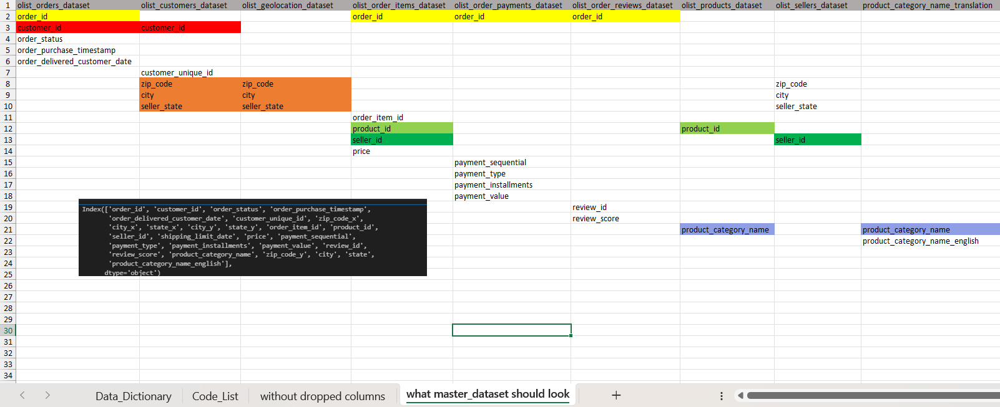 1 olist_orders_dataset olist_customers_dataset olist_geolocation_dataset olist_order_items_dataset olist_order_payments_dataset olist_order_reviews_dataset olist_products_dataset olist_sellers_dataset product_category_name_translation
2 order_id order_id order_id order_id
3 customer_id customer_id
4 order_status
5 order_purchase_timestamp
6 order_delivered_customer_date
7 customer_unique_id
8 zip_code zip_code zip_code
9 city city city
10 seller_state seller_state seller_state
11 order_item_id
12 product_id product_id
13 seller_id seller_id
14 price
15 payment_sequential
16 payment_type
17 payment_installments
18 payment_value
19 review_id
20 review_score
21 product_category_name product_category_name
22 product_category_name_english
23
24
25
26
27
28
29
30
31
32
33
34
Index(['order_id', 'customer_id', 'order_status', 'order_purchase_timestamp',
'order_delivered_customer_date', 'customer_unique_id', 'zip_code_x',
'city_x', 'state_x', 'city_y', 'state_y', 'order_item_id', 'product_id',
'seller_id', 'shipping_limit_date', 'price', 'payment_sequential',
'payment_type', 'payment_installments', 'payment_value', 'review_id',
'review_score', 'product_category_name', 'zip_code_y', 'city', 'state',
'product_category_name_english'],
dtype='object')
Data_Dictionary Code_List without dropped columns what master_dataset should look